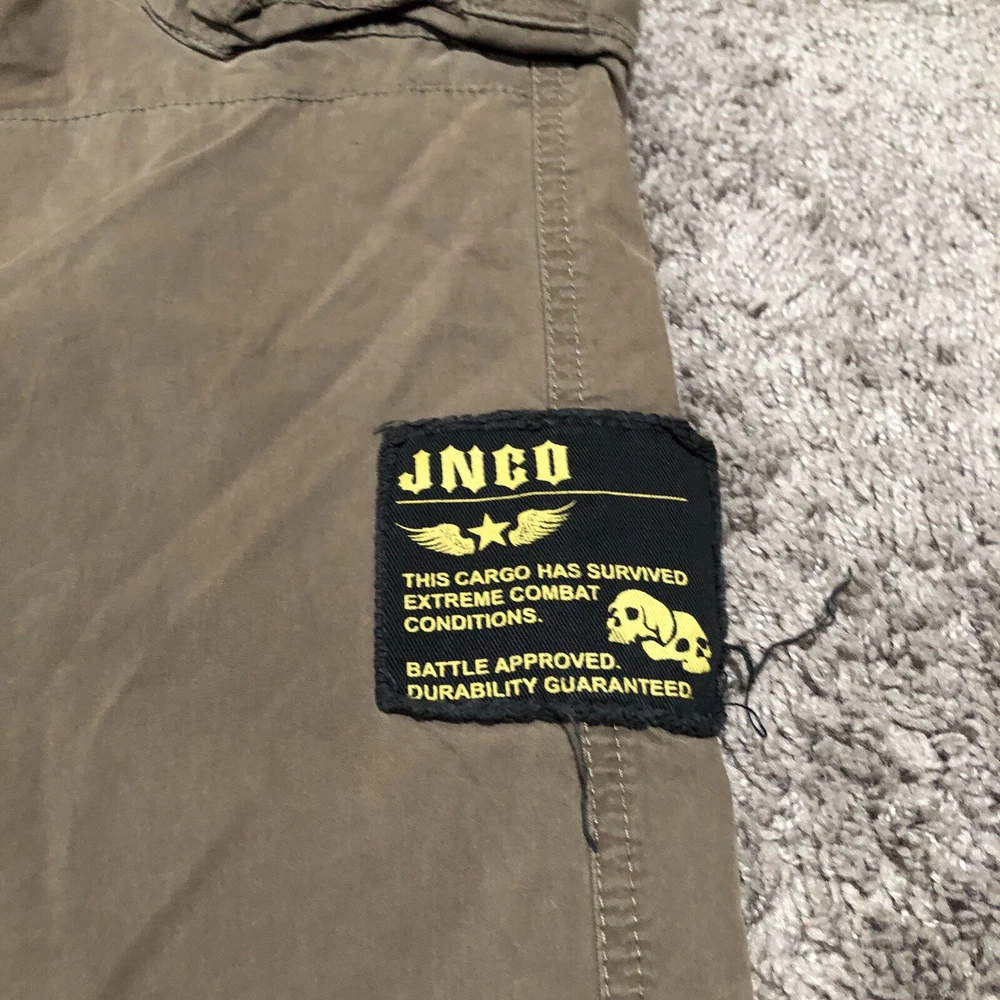 JNCO
THIS CARGO HAS SURVIVED
EXTREME COMBAT
CONDITIONS.
BATTLE APPROVED.
DURABILITY GUARANTEED